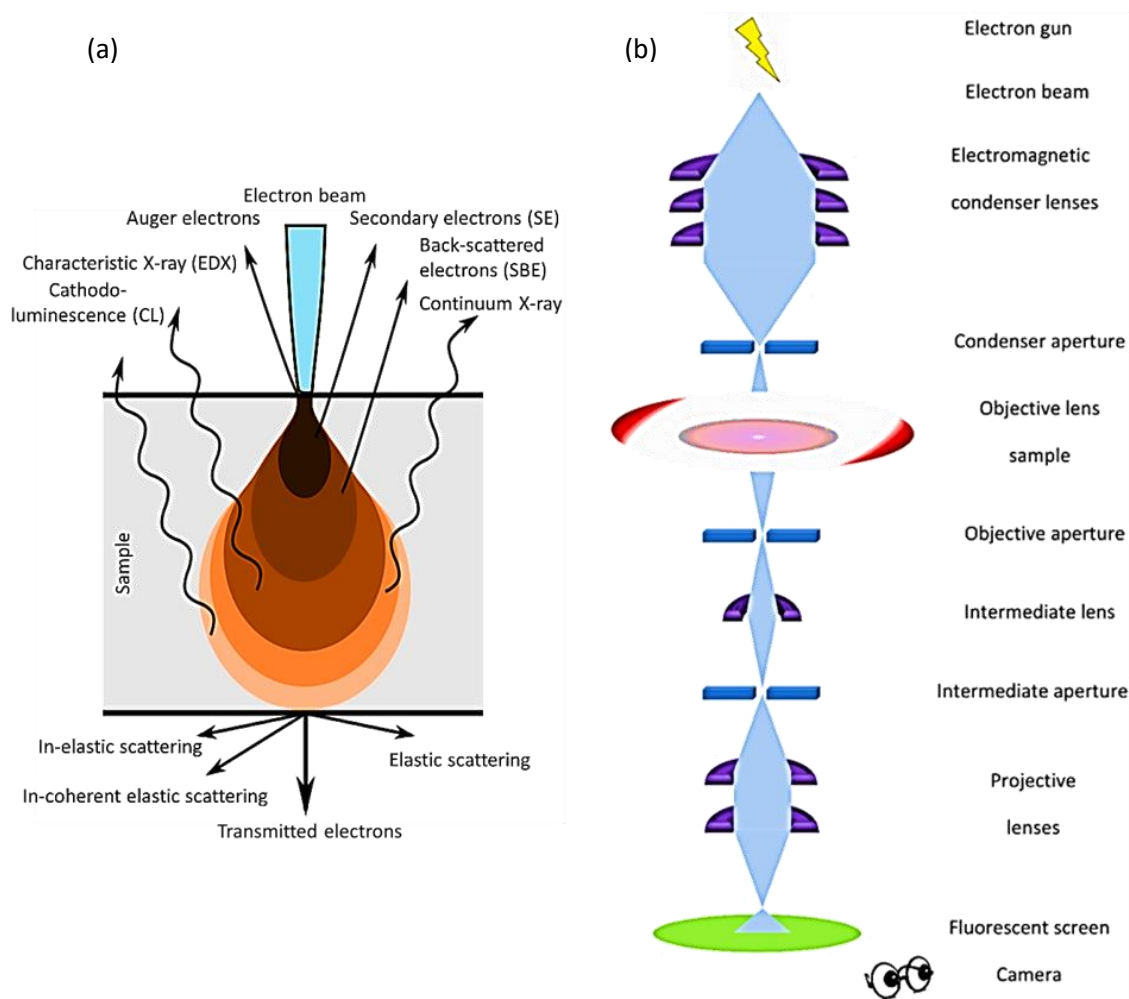 (a)
Electron beam
Auger electrons
Secondary electrons (SE)
Back-scattered
electrons (SBE)
Characteristic X-ray (EDX)
Cathodo-
luminescence (CL)
Continuum X-ray
Sample
In-elastic scattering
Elastic scattering
In-coherent elastic scattering
Transmitted electrons
(b)
Electron gun
Electron beam
Electromagnetic
condenser lenses
Condenser aperture
Objective lens
sample
Objective aperture
Intermediate lens
Intermediate aperture
Projective
lenses
Fluorescent screen
Camera